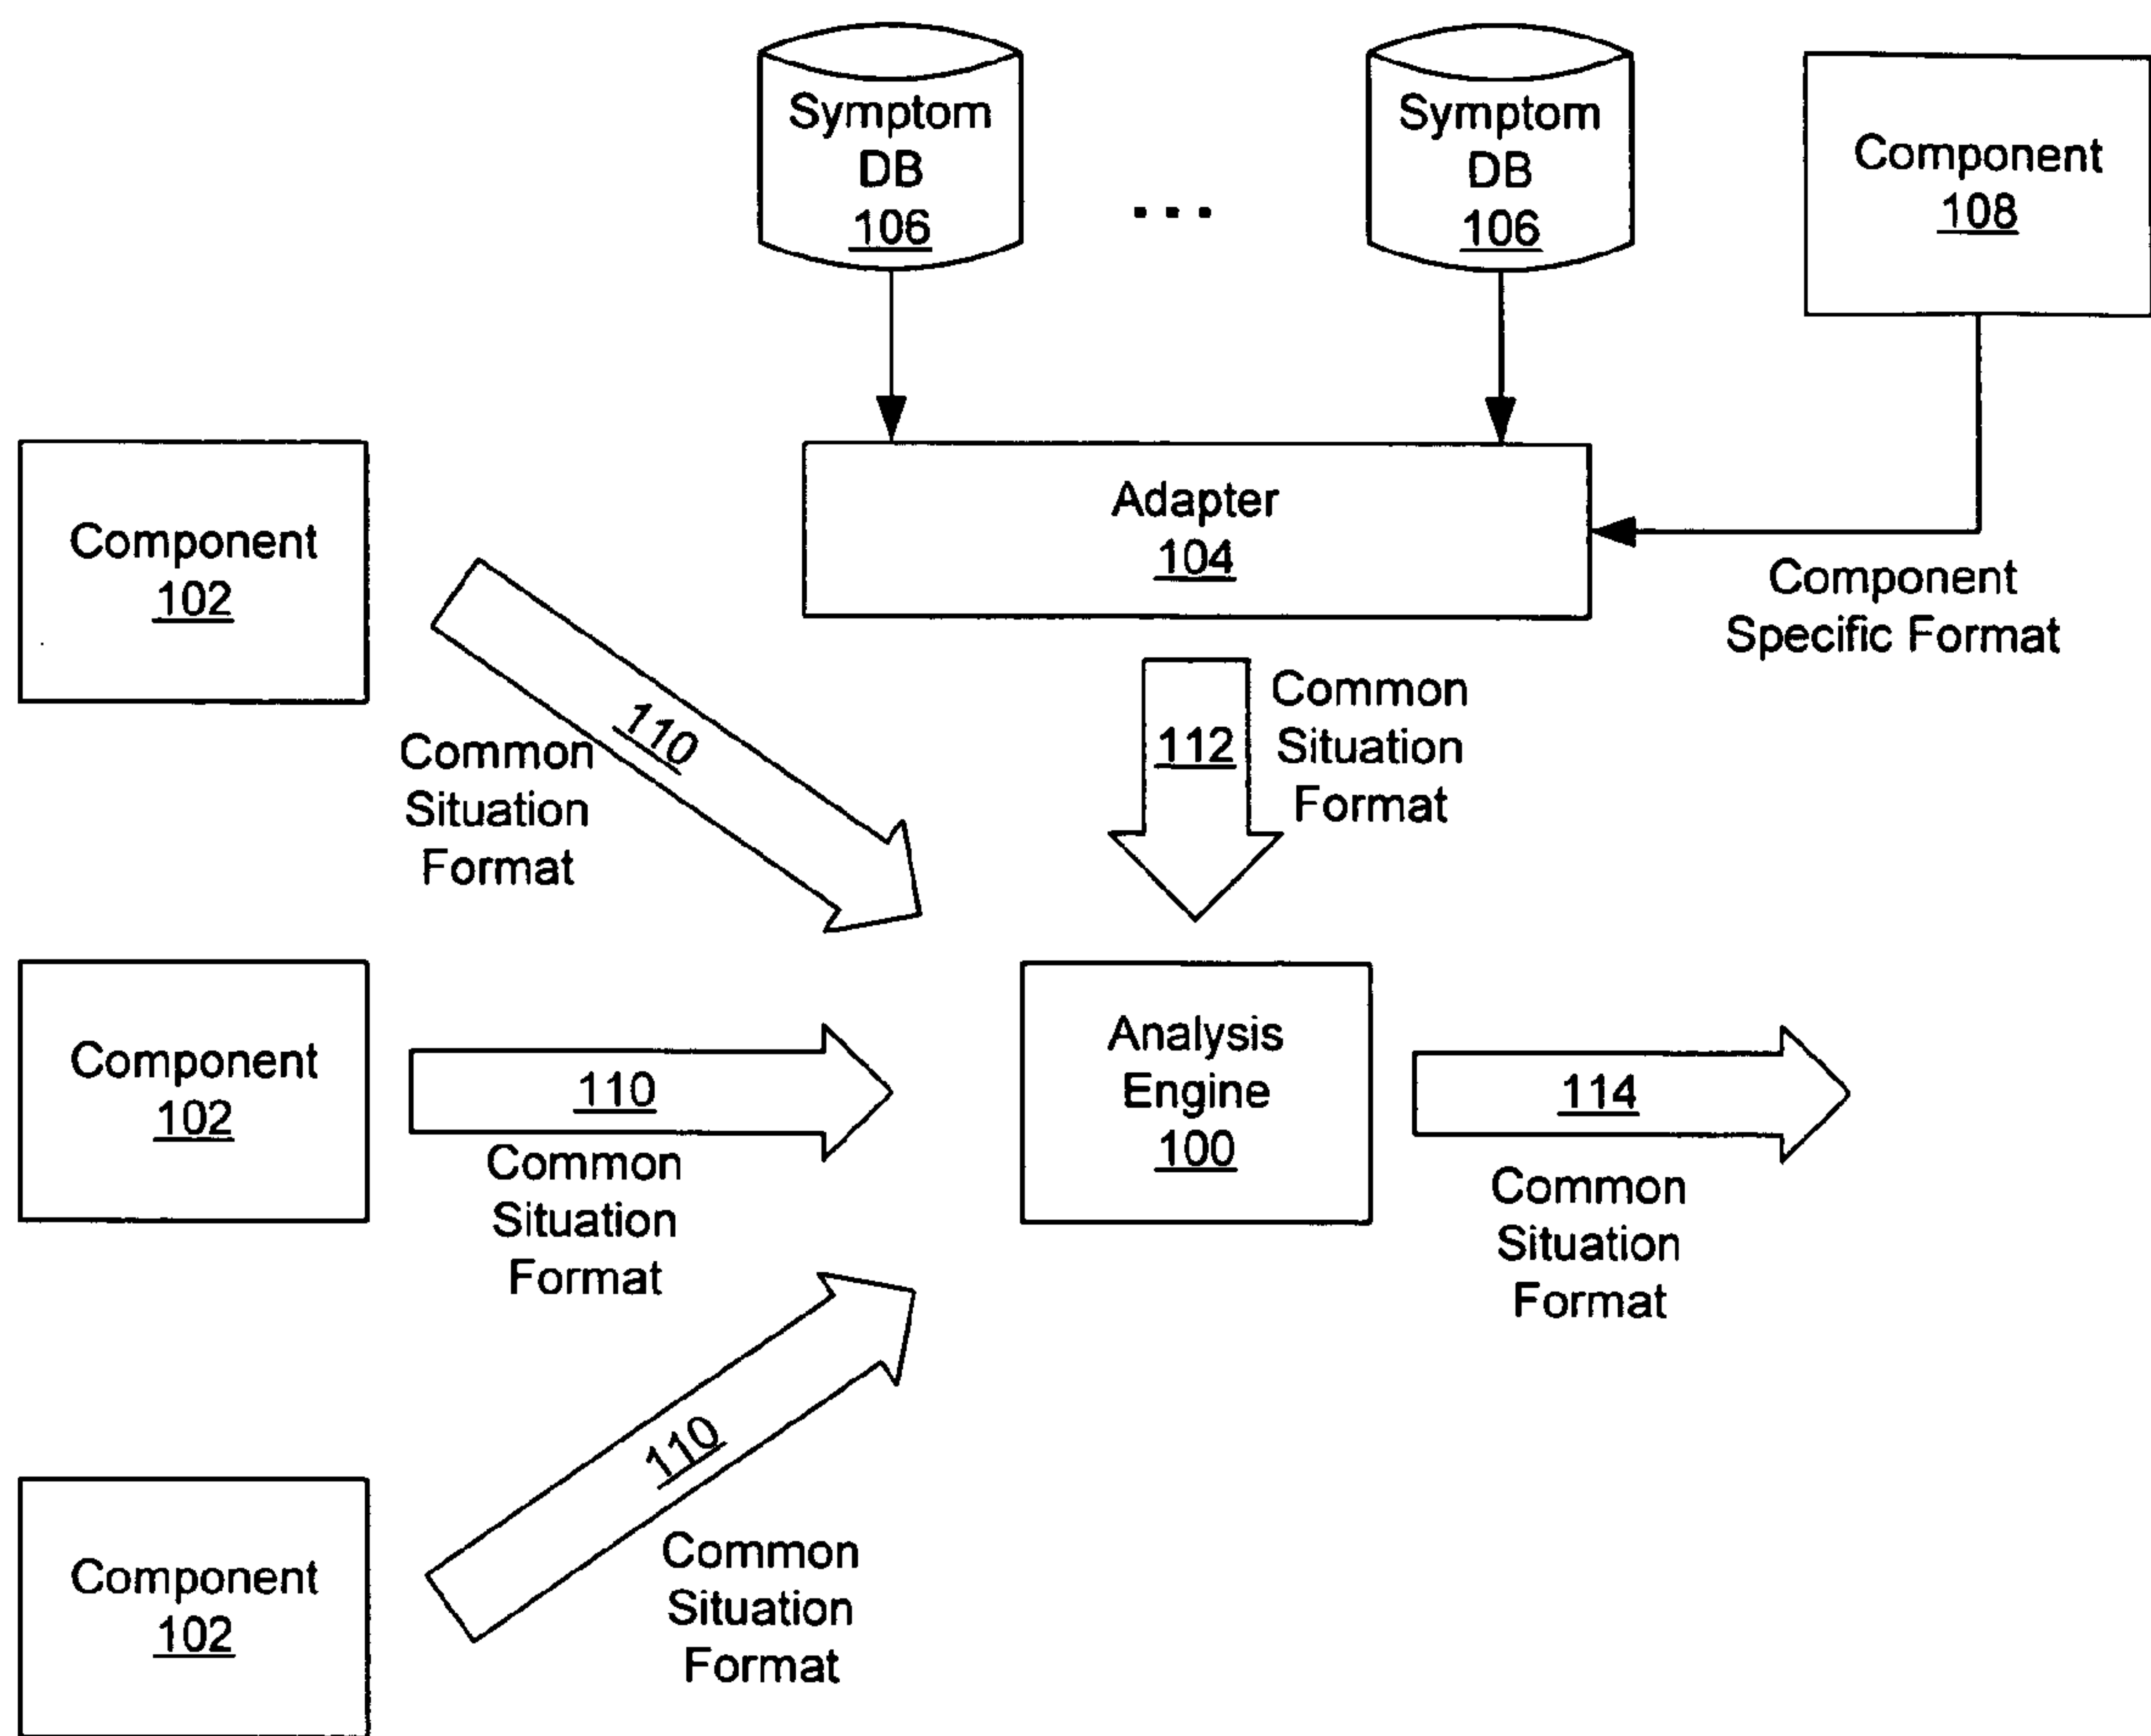 Symptom
DB
106
Symptom
DB
106
...
Component
108
Component
102
Adapter
104
Component
Specific Format
110
Common
Situation
Format
112
Common
Situation
Format
Component
102
110
Common
Situation
Format
Analysis
Engine
100
114
Common
Situation
Format
Component
102
110
Common
Situation
Format